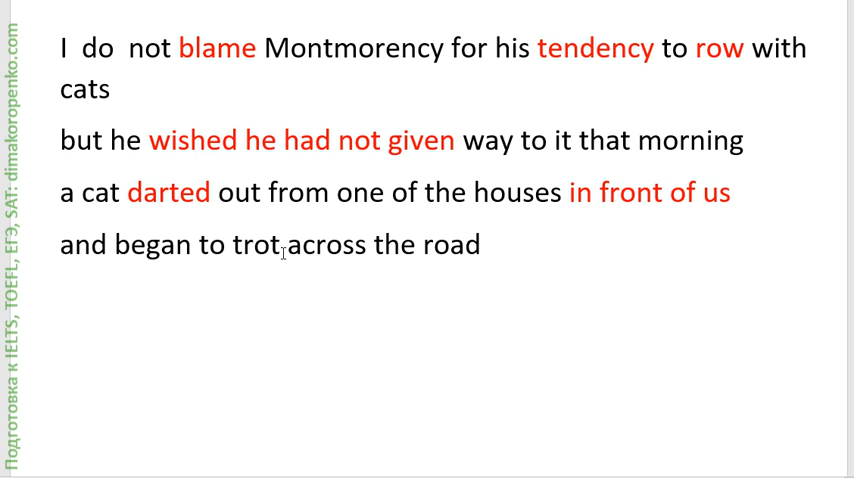 I do not blame Montmorency for his tendency to row with
cats
but he wished he had not given way to it that morning
a cat darted out from one of the houses in front of us
and began to trot across the road
Подготовка к IELTS, TOEFL, ЕГЭ, SAT: dimakoropenko.com